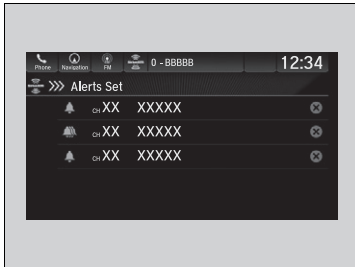 Phone Navigation FM 0 - BBBBB 12:34
Alerts Set
CH XX XXXXX
CH XX XXXXX
CH XX XXXXX